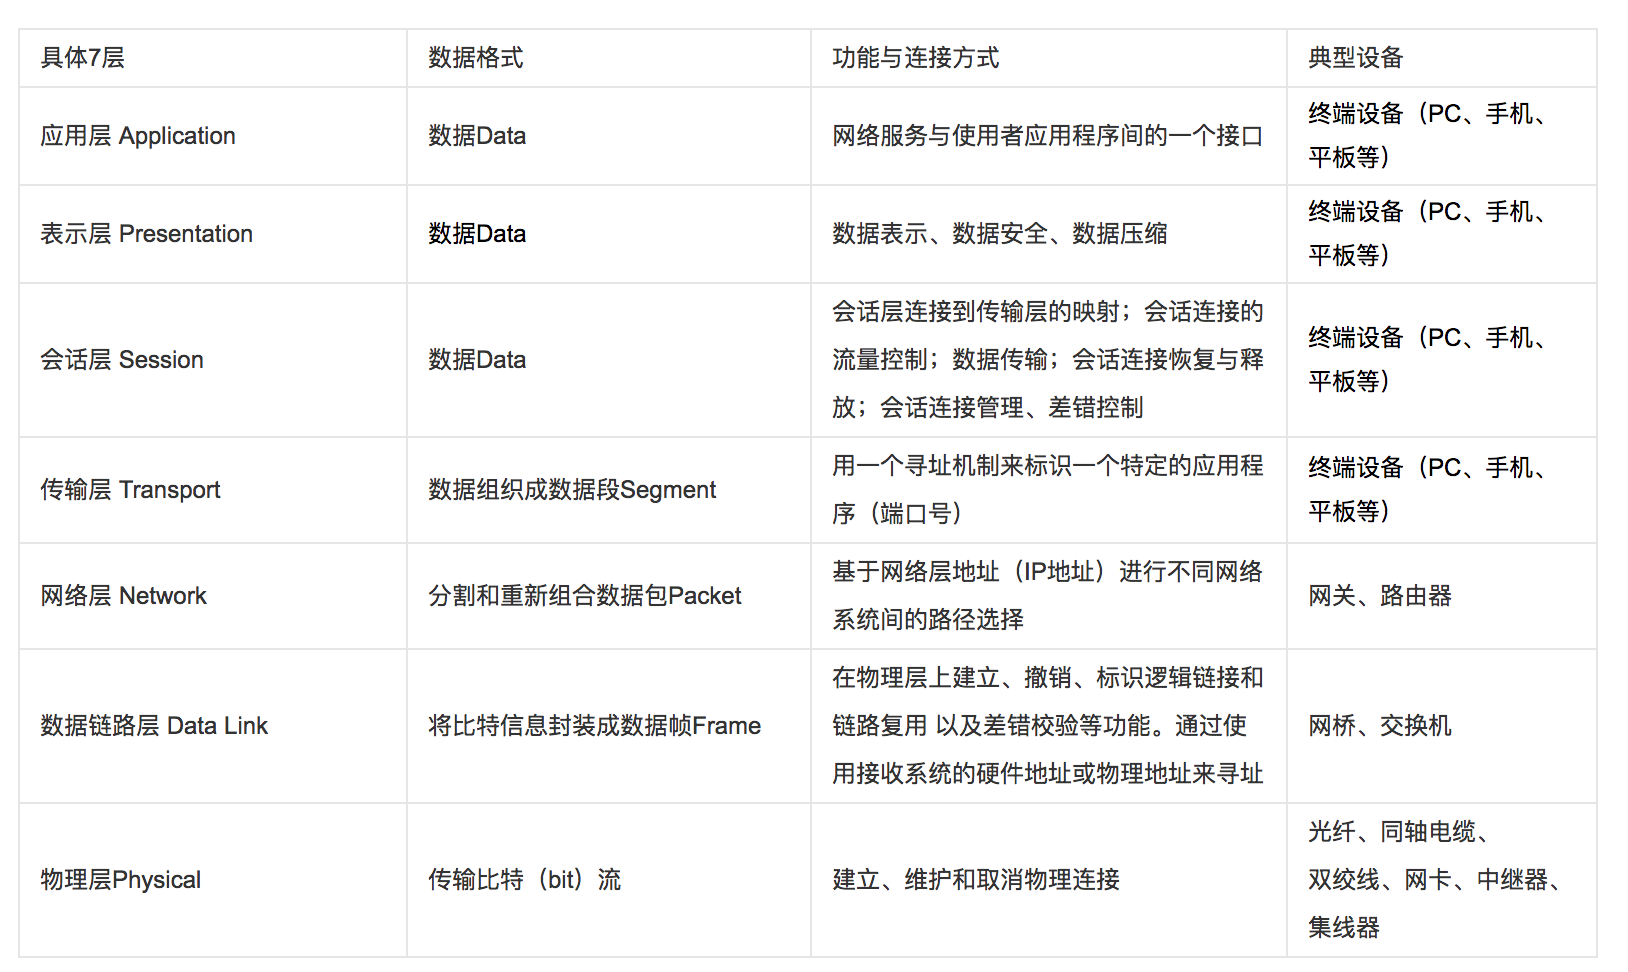 具体7层
数据格式
功能与连接方式
典型设备
应用层 Application
数据Data
网络服务与使用者应用程序间的一个接口
终端设备（PC、手机、
平板等）
表示层 Presentation
数据Data
数据表示、数据安全、数据压缩
终端设备（PC、手机、
平板等）
会话层 Session
数据Data
会话层连接到传输层的映射；会话连接的
流量控制；数据传输；会话连接恢复与释
放；会话连接管理、差错控制
终端设备（PC、手机、
平板等）
传输层 Transport
数据组织成数据段Segment
用一个寻址机制来标识一个特定的应用程
序（端口号）
终端设备（PC、手机、
平板等）
网络层 Network
分割和重新组合数据包Packet
基于网络层地址（IP地址）进行不同网络
系统间的路径选择
网关、路由器
数据链路层 Data Link
将比特信息封装成数据帧Frame
在物理层上建立、撤销、标识逻辑链接和
链路复用 以及差错校验等功能。通过使
用接收系统的硬件地址或物理地址来寻址
网桥、交换机
物理层Physical
传输比特（bit）流
建立、维护和取消物理连接
光纤、同轴电缆、
双绞线、网卡、中继器、
集线器